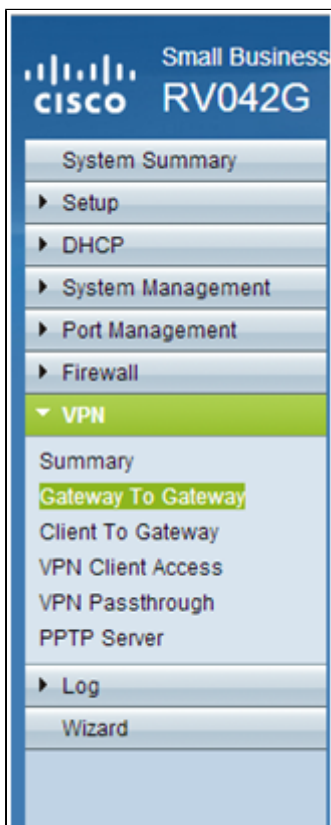 Small Business
CISCO RV042G
System Summary
Setup
DHCP
System Management
Port Management
Firewall
VPN
Summary
Gateway To Gateway
Client To Gateway
VPN Client Access
VPN Passthrough
PPTP Server
Log
Wizard